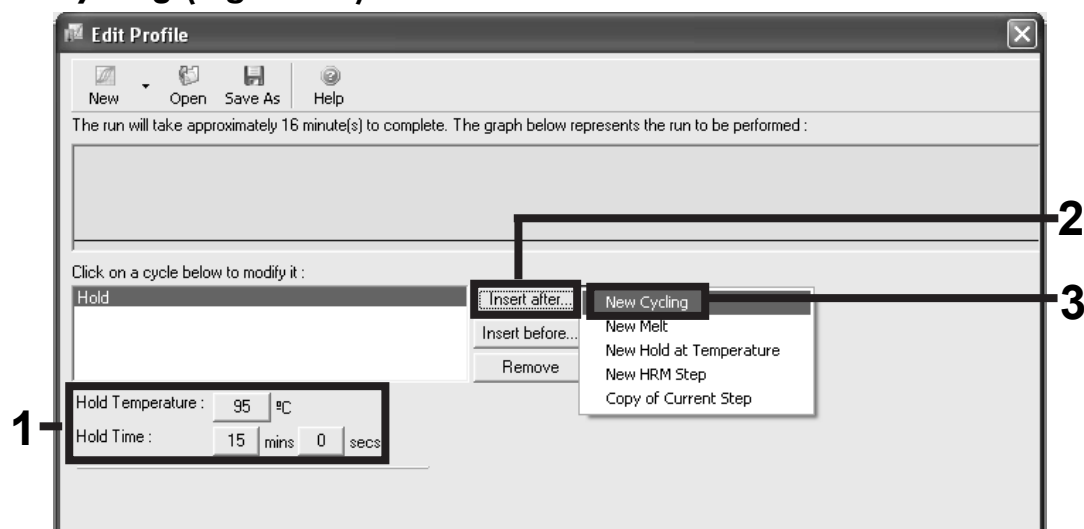 Edit Profile
New Open Save As Help
The run will take approximately 16 minute(s) to complete. The graph below represents the run to be performed :
2
Click on a cycle below to modify it :
Hold
Insert after...
New Cycling
3
Insert before...
New Melt
New Hold at Temperature
Remove
New HRM Step
Copy of Current Step
1
Hold Temperature : 95 ºC
Hold Time : 15 mins 0 secs